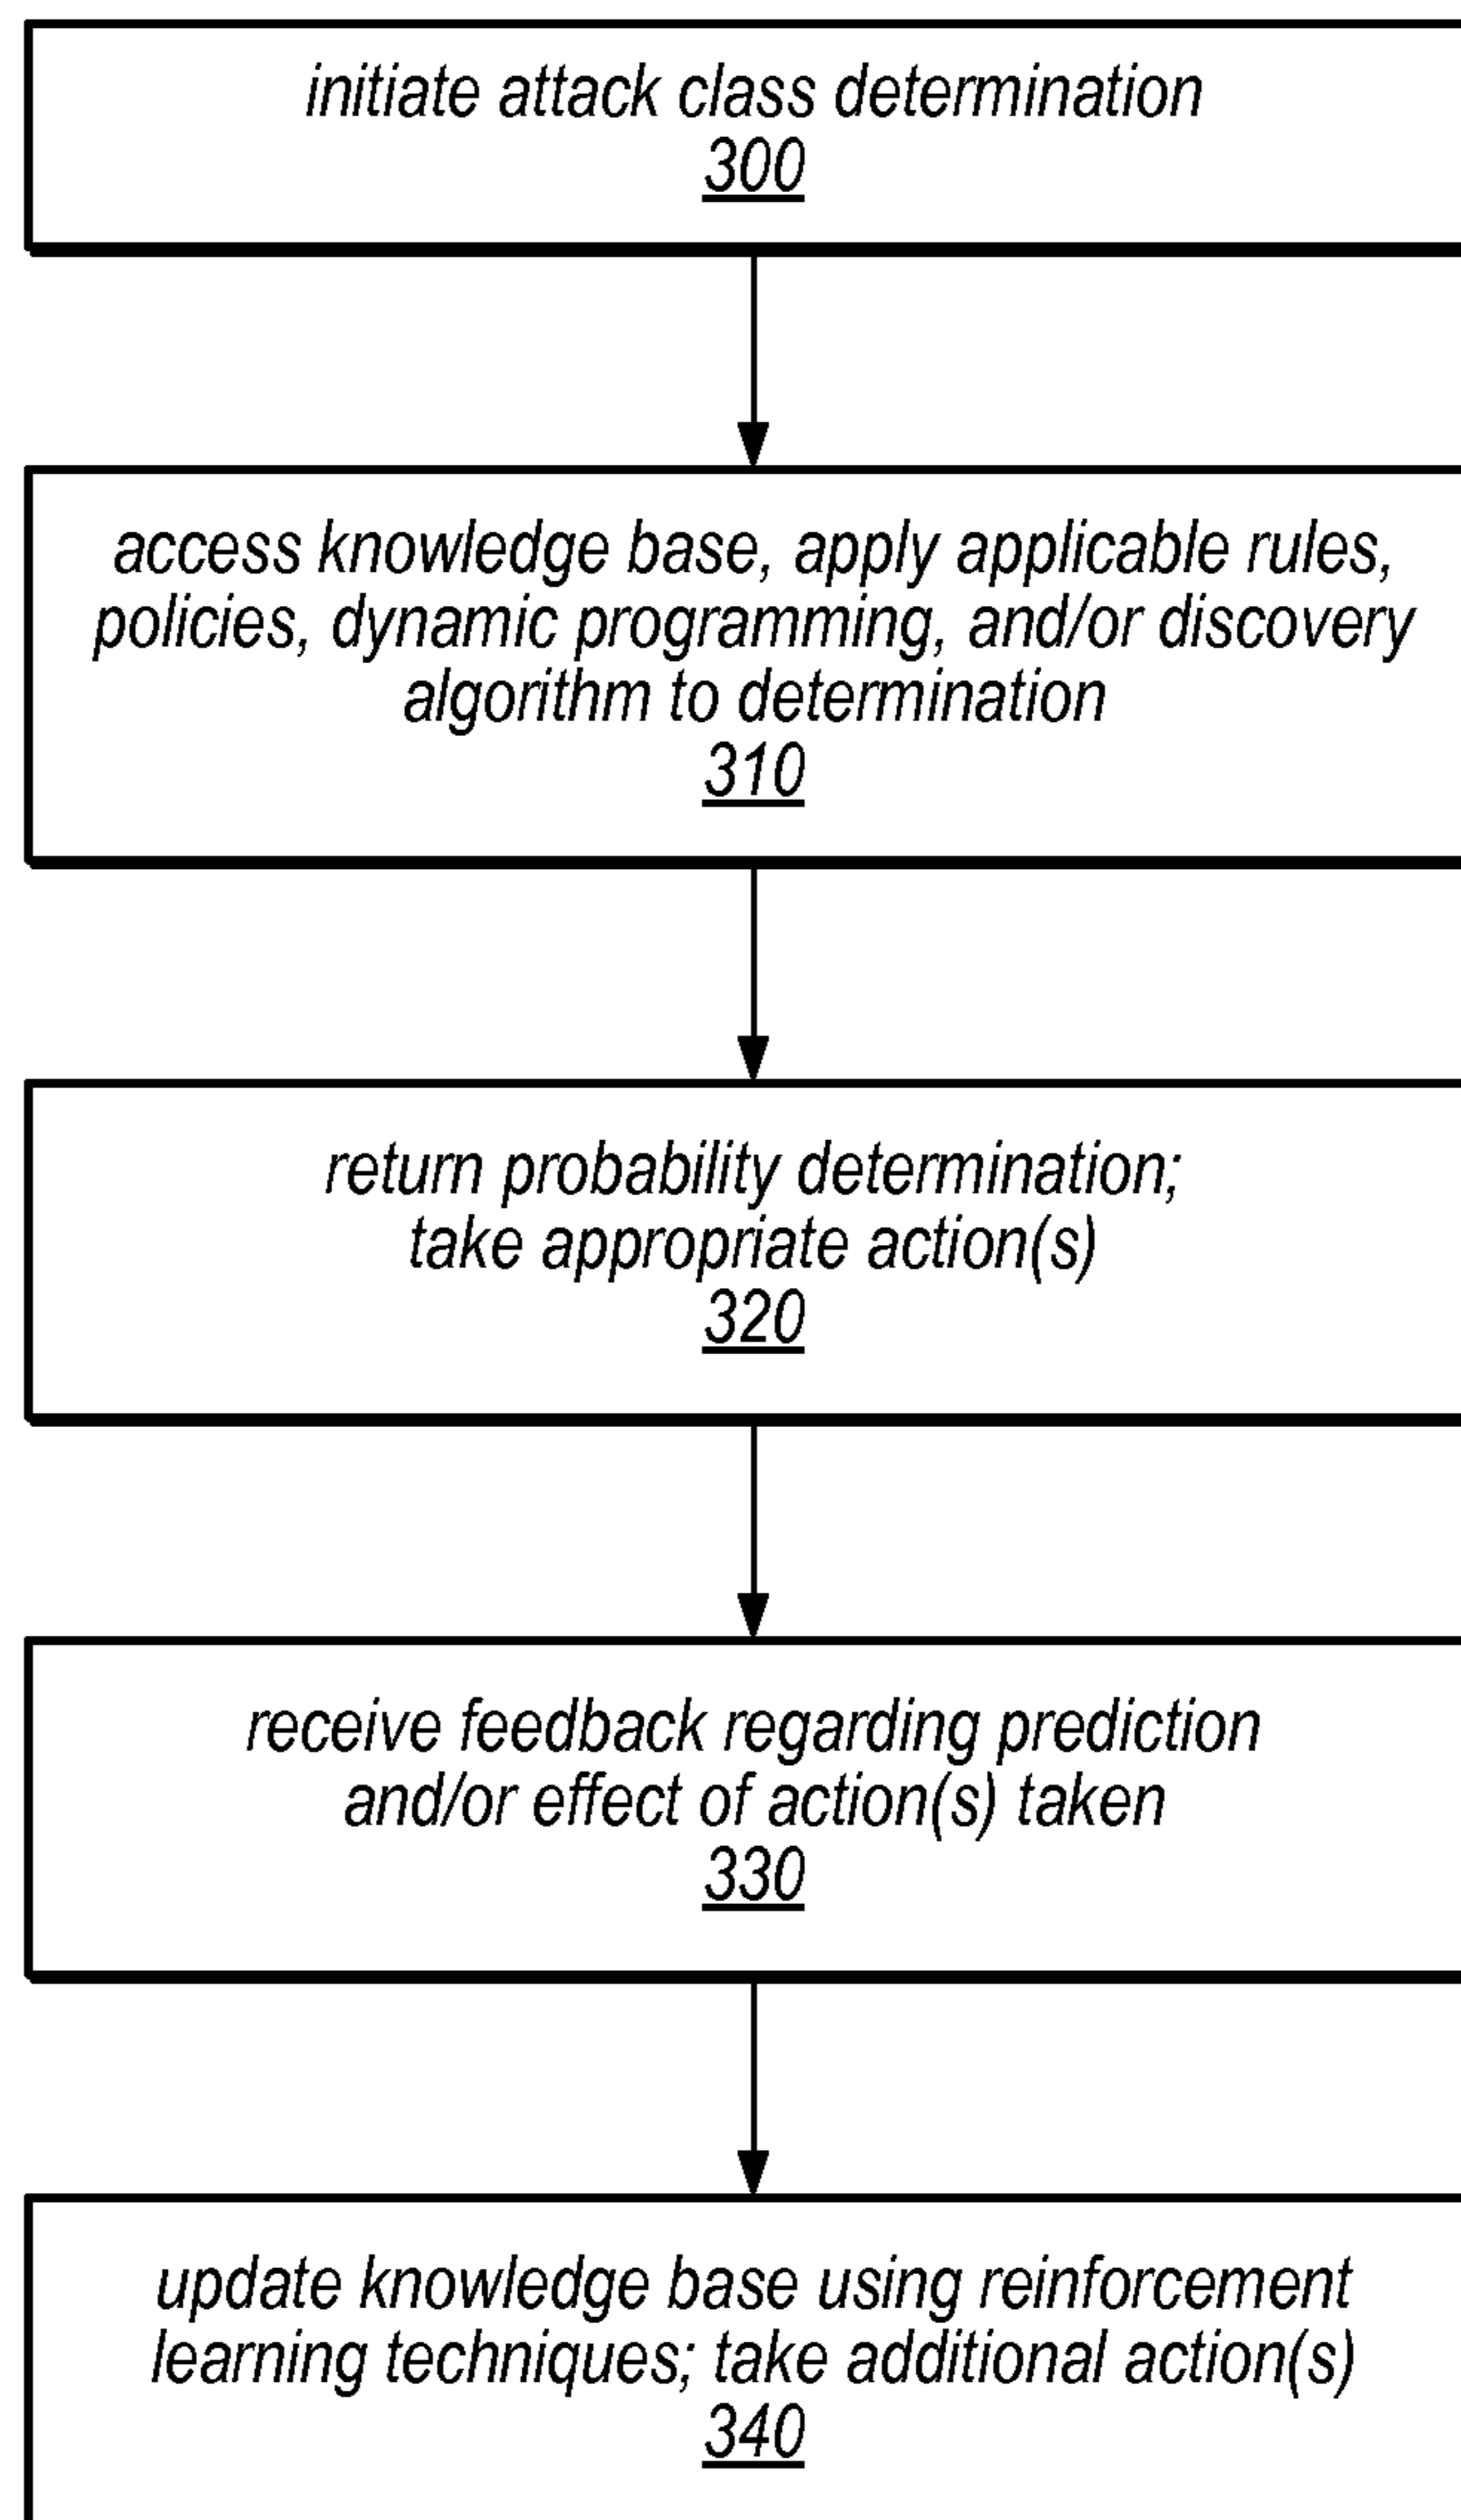 initiate attack class determination
300
access knowledge base, apply applicable rules,
policies, dynamic programming, and/or discovery
algorithm to determination
310
return probability determination;
take appropriate action(s)
320
receive feedback regarding prediction
and/or effect of action(s) taken
330
update knowledge base using reinforcement
learning techniques; take additional action(s)
340